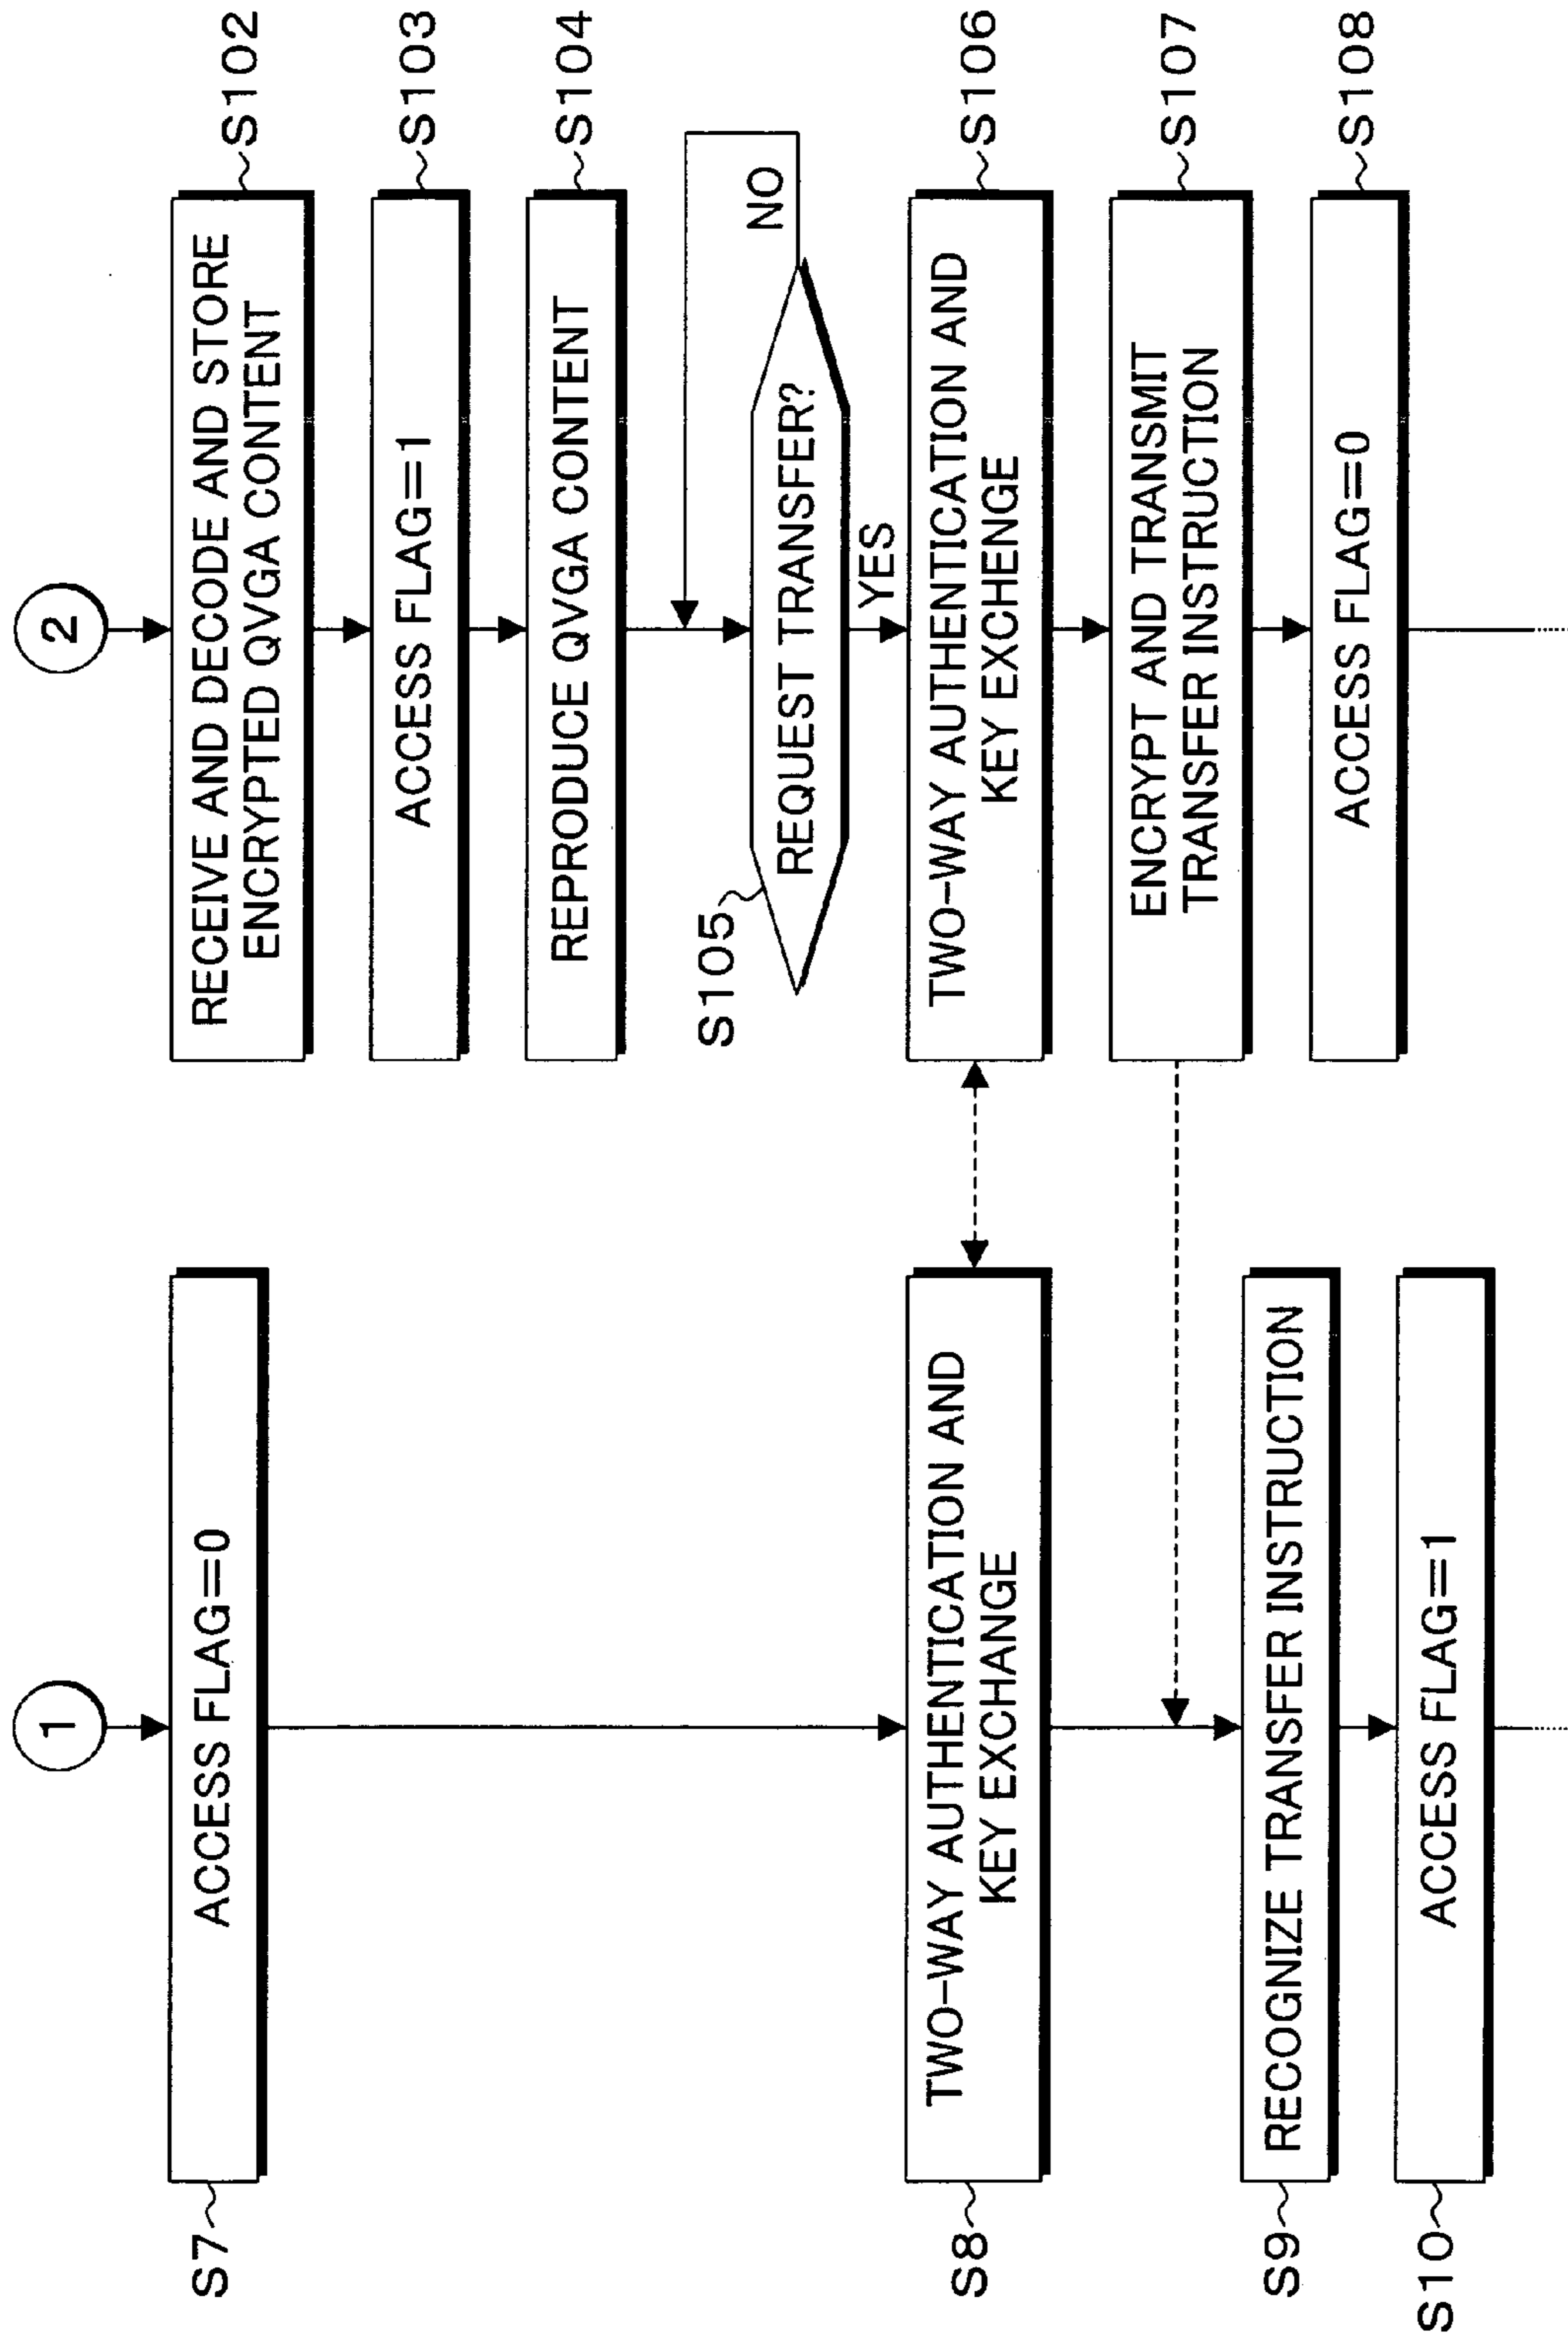 1
S7
ACCESS FLAG=0
S8
TWO-WAY AUTHENTICATION AND
KEY EXCHANGE
S9
RECOGNIZE TRANSFER INSTRUCTION
S10
ACCESS FLAG=1
2
RECEIVE AND DECODE AND STORE
ENCRYPTED QVGA CONTENT
S102
ACCESS FLAG=1
S103
REPRODUCE QVGA CONTENT
S104
S105
REQUEST TRANSFER?
NO
YES
TWO-WAY AUTHENTICATION AND
KEY EXCHENGE
S106
ENCRYPT AND TRANSMIT
TRANSFER INSTRUCTION
S107
ACCESS FLAG=0
S108